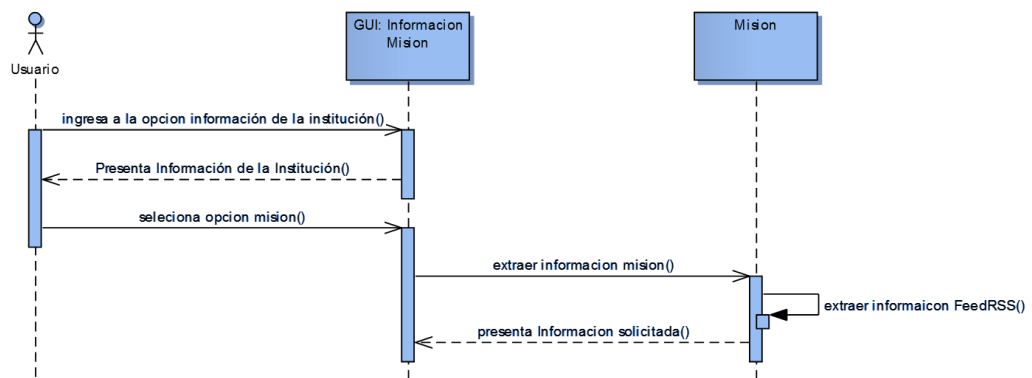 GUI: Informacion
Mision
Mision
Usuario
ingresa a la opcion información de la institución()
Presenta Información de la Institución()
seleciona opcion mision()
extraer informacion mision()
extraer informaicon FeedRSS()
presenta Informacion solicitada()